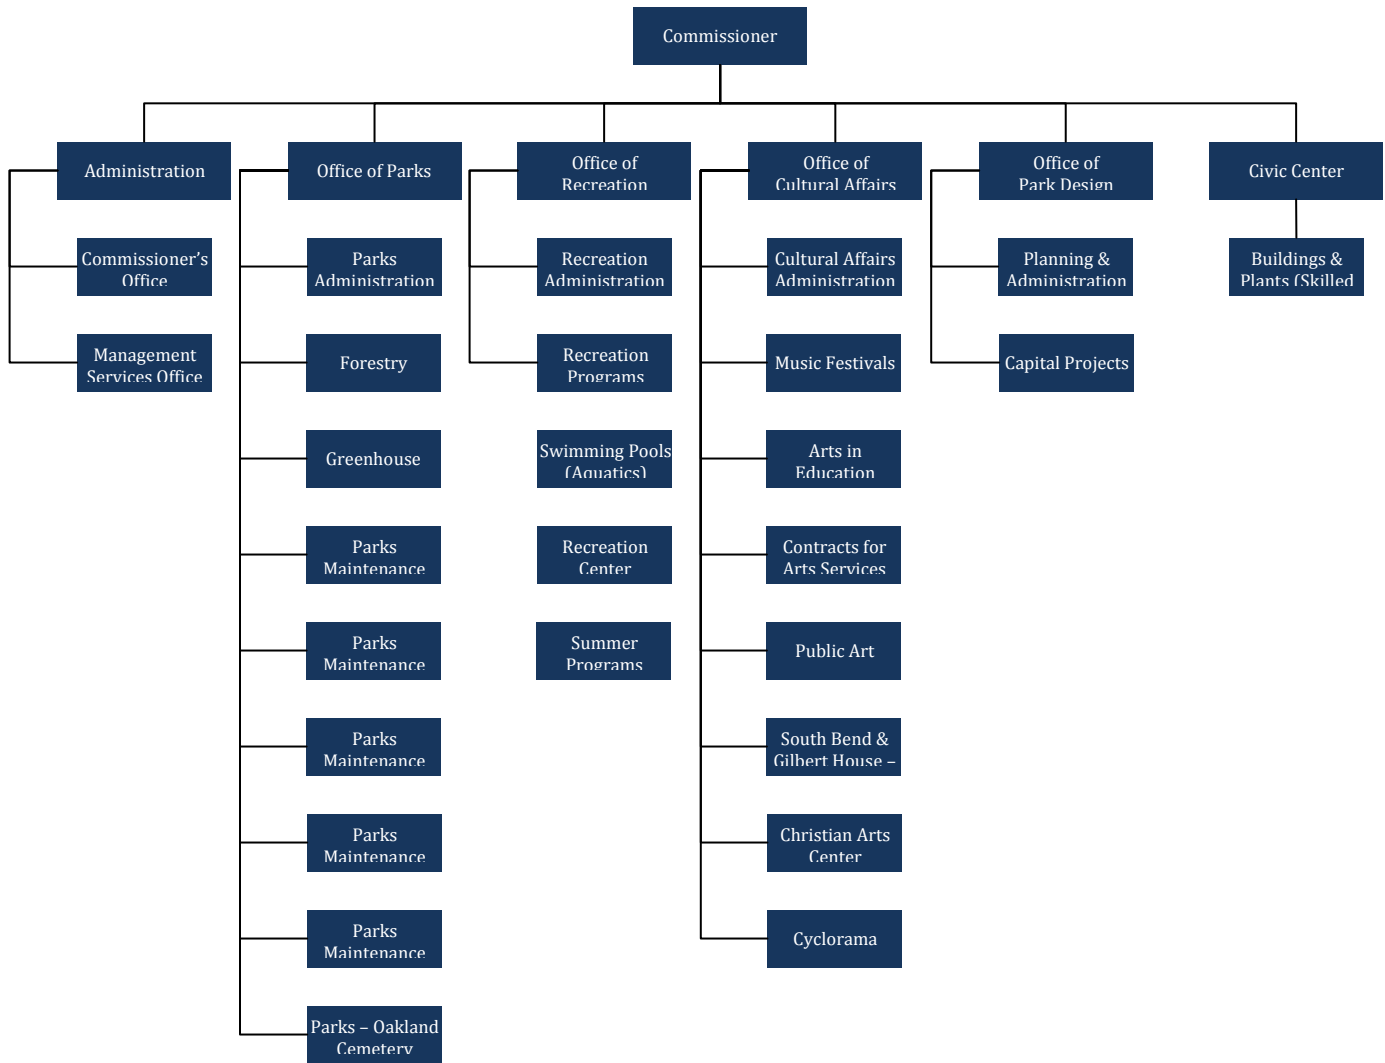 Commissioner
Administration
Office of Parks
Office of
Recreation
Office of
Cultural Affairs
Office of
Park Design
Civic Center
Commissioner’s
Office
Management
Services Office
Parks
Administration
Forestry
Greenhouse
Parks
Maintenance
Parks
Maintenance
Parks
Maintenance
Parks
Maintenance
Parks
Maintenance
Parks – Oakland
Cemetery
Recreation
Administration
Recreation
Programs
Swimming Pools
(Aquatics)
Recreation
Center
Summer
Programs
Cultural Affairs
Administration
Music Festivals
Arts in
Education
Contracts for
Arts Services
Public Art
South Bend &
Gilbert House –
Christian Arts
Center
Cyclorama
Planning &
Administration
Capital Projects
Buildings &
Plants (Skilled